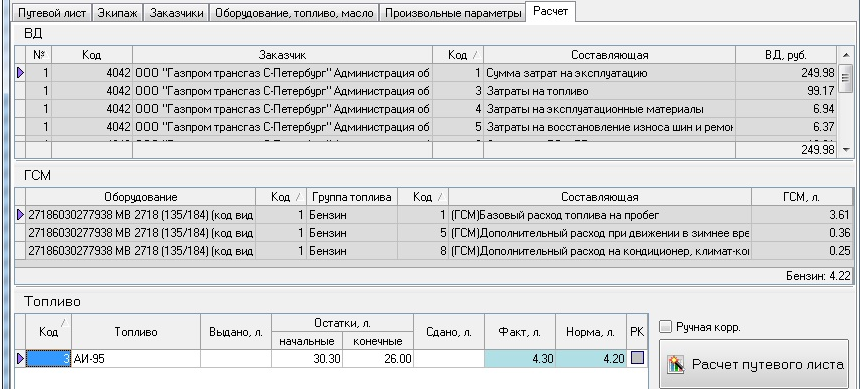 Путевой лист Экипаж Заказчики Оборудование, топливо, масло Произвольные параметры Расчет
ВД
№ Код Заказчик Код Составляющая ВД, руб.
1 4042 ООО "Газпром трансгаз С-Петербург" Администрация об 1 Сумма затрат на эксплуатацию 249.98
1 4042 ООО "Газпром трансгаз С-Петербург" Администрация об 3 Затраты на топливо 99.17
1 4042 ООО "Газпром трансгаз С-Петербург" Администрация об 4 Затраты на эксплуатационные материалы 6.94
1 4042 ООО "Газпром трансгаз С-Петербург" Администрация об 5 Затраты на восстановление износа шин и ремон 6.37
249.98
ГСМ
Оборудование Код Группа топлива Код Составляющая ГСМ, л.
27186030277938 МВ 2718 (135/184) (код вид 1 Бензин 1 (ГСМ)Базовый расход топлива на пробег 3.61
27186030277938 МВ 2718 (135/184) (код вид 1 Бензин 5 (ГСМ)Дополнительный расход при движении в зимнее вре 0.36
27186030277938 МВ 2718 (135/184) (код вид 1 Бензин 8 (ГСМ)Дополнительный расход на кондиционер, климат-ко 0.25
Бензин: 4.22
Топливо
Код Топливо Выдано, л. Остатки, л. Сдано, л. Факт, л. Норма, л. РК
начальные конечные
3 АИ-95 30.30 26.00 4.30 4.20
Ручная корр.
Расчет путевого листа